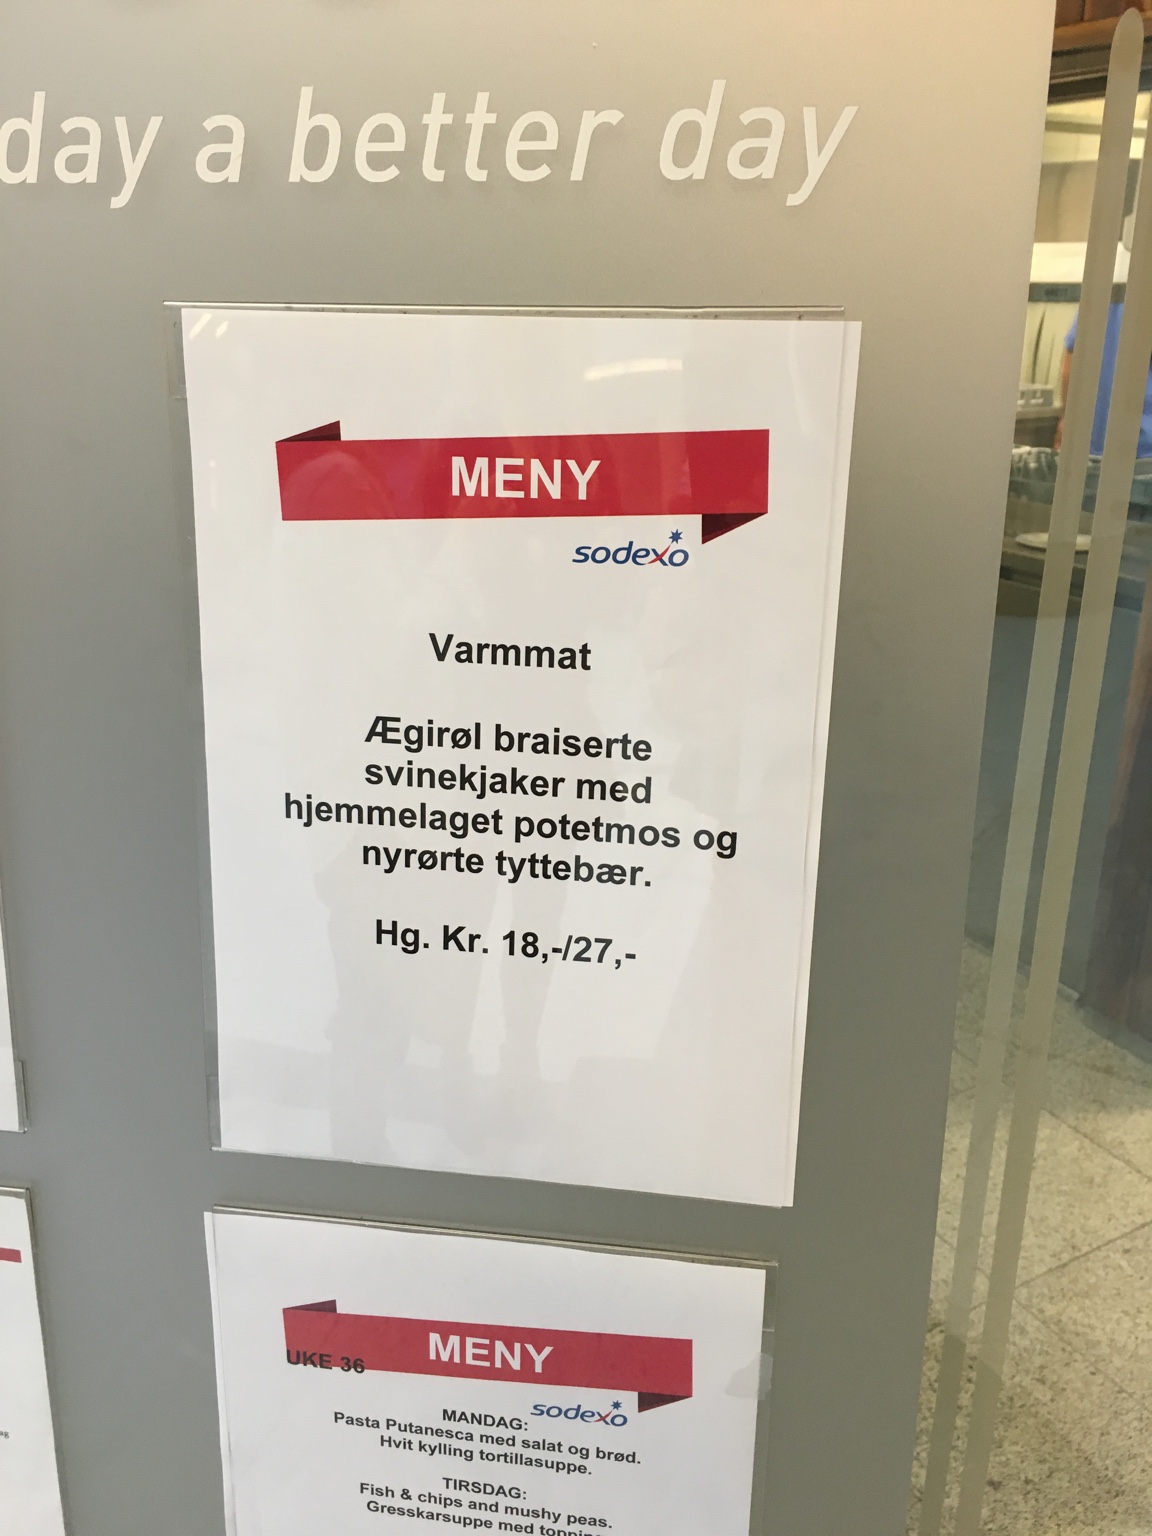 day a better day
MENY
sodexo
Varmmat
Ægirøl braiserte
svinekjaker med
hjemmelaget potetmos og
nyrørte tyttebær.
Hg. Kr. 18,-/27,-
MENY
UKE 36
sodexo
MANDAG:
Pasta Putanesca med salat og brød.
Hvit kylling tortillasuppe.
TIRSDAG:
Fish & chips and mushy peas.
Gresskarsuppe med